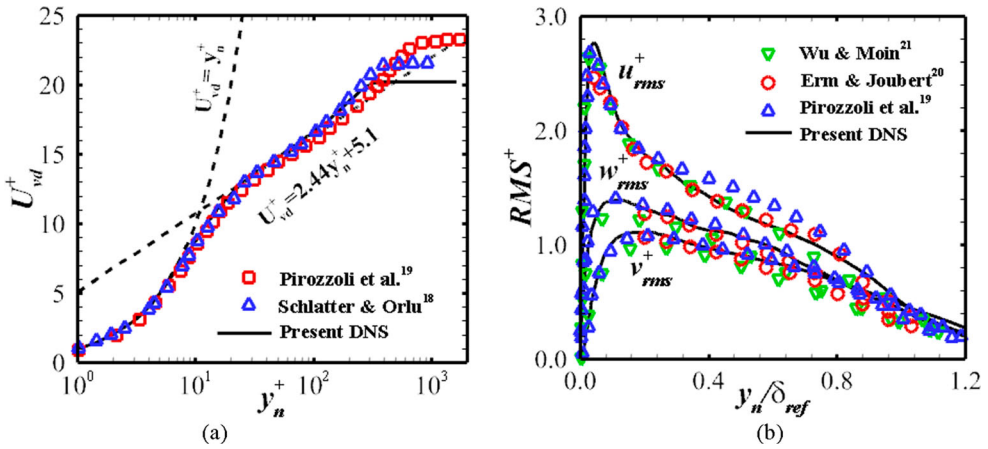 (a)
25
20
15
10
5
0
U⁺vd
U⁺vd=y⁺n
U⁺vd=2.44y⁺n+5.1
Pirozzoli et al.¹⁹
Schlatter & Orlu¹⁸
Present DNS
10⁰ 10¹ 10² 10³
y⁺n
(a)
(b)
3.0
2.0
1.0
0.0
RMS⁺
u⁺rms
w⁺rms
v⁺rms
Wu & Moin²¹
Erm & Joubert²⁰
Pirozzoli et al.¹⁹
Present DNS
0.0 0.4 0.8 1.2
yn/δref
(b)